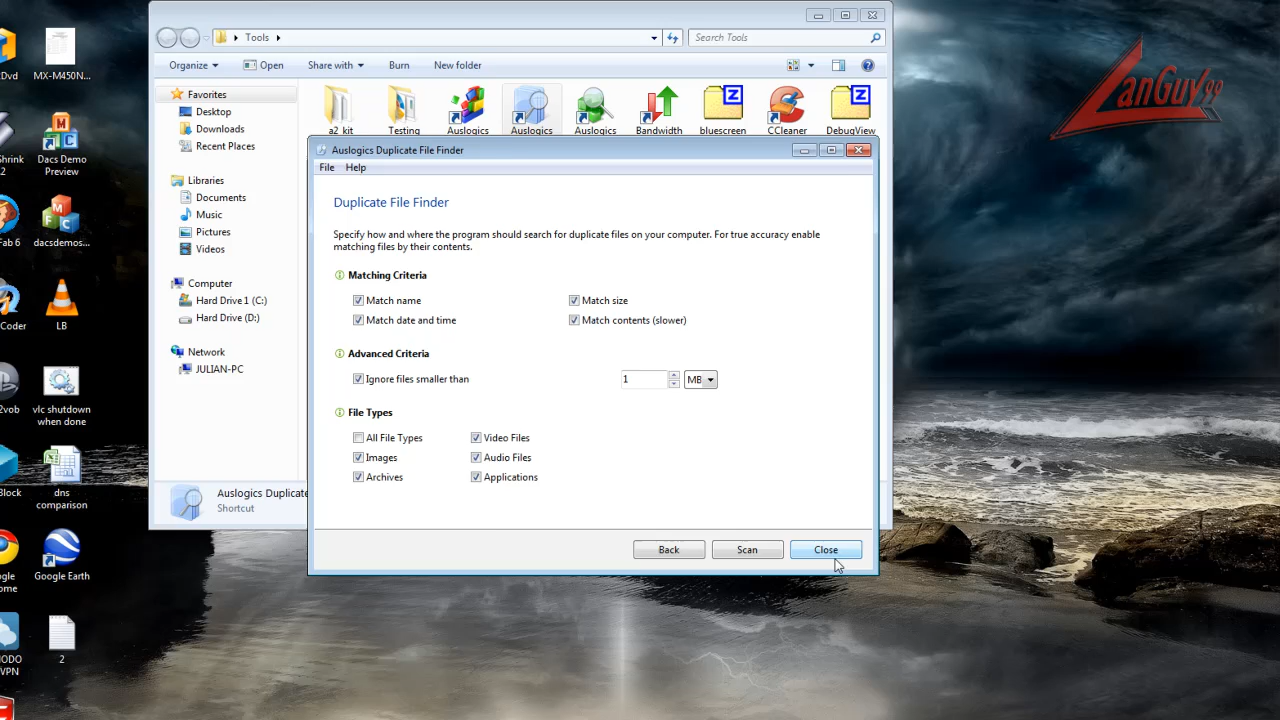 Tools
Search Tools
Organize
Open
Share with
Burn
New folder
Favorites
Desktop
Downloads
Recent Places
Libraries
Documents
Music
Pictures
Videos
Computer
Hard Drive 1 (C:)
Hard Drive (D:)
Network
JULIAN-PC
a2 kit
Testing
Auslogics
Auslogics
Auslogics
Bandwidth
bluescreen
CCleaner
DebugView
Auslogics Duplicate
Shortcut
Auslogics Duplicate File Finder
File Help
Duplicate File Finder
Specify how and where the program should search for duplicate files on your computer. For true accuracy enable
matching files by their contents.
Matching Criteria
Match name
Match size
Match date and time
Match contents (slower)
Advanced Criteria
Ignore files smaller than
1
MB
File Types
All File Types
Video Files
Images
Audio Files
Archives
Applications
Back
Scan
Close
LanGuy99
Dvd
MX-M450N...
Shrink
2
Dacs Demo
Preview
Fab 6
dacsdemos...
Coder
LB
2vob
vlc shutdown
when done
Block
dns
comparison
gle
ome
Google Earth
ODO
VPN
2